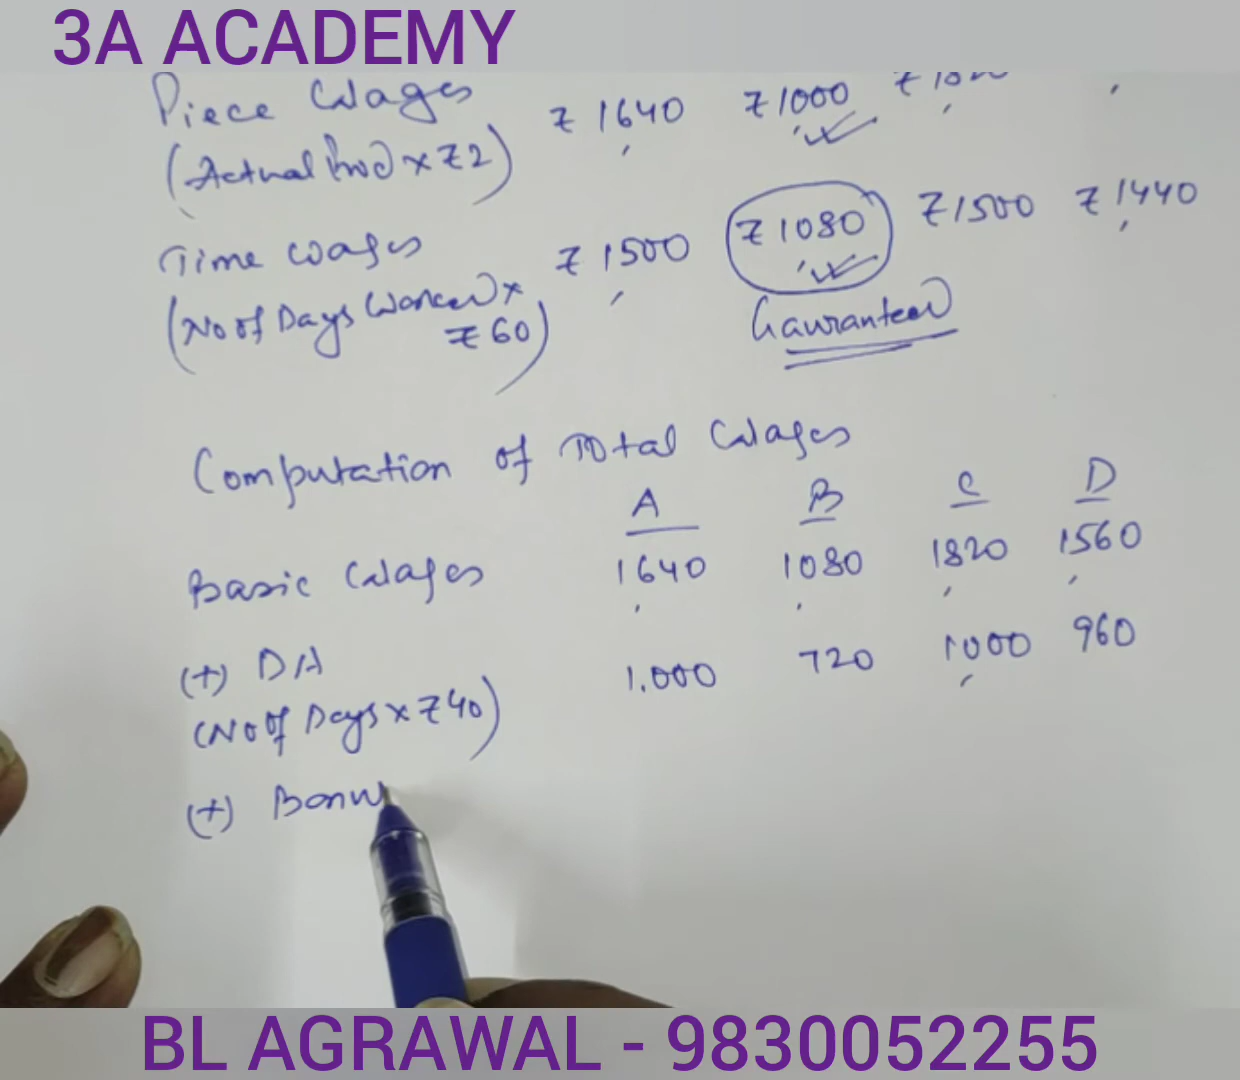 3A ACADEMY
Piece Wages ₹ 1640 ₹1000 ₹1820
(Actual Prod × ₹2)
Time Wages ₹ 1500 ₹1080 ₹1500 ₹ 1440
(No of Days Worked ×
₹60)
Gauranteed
Computation of Total Wages
A B C D
Basic Wages 1640 1080 1820 1560
(+) DA 1.000 720 1000 960
(No of Days × ₹40)
(+) Bonu
BL AGRAWAL - 9830052255